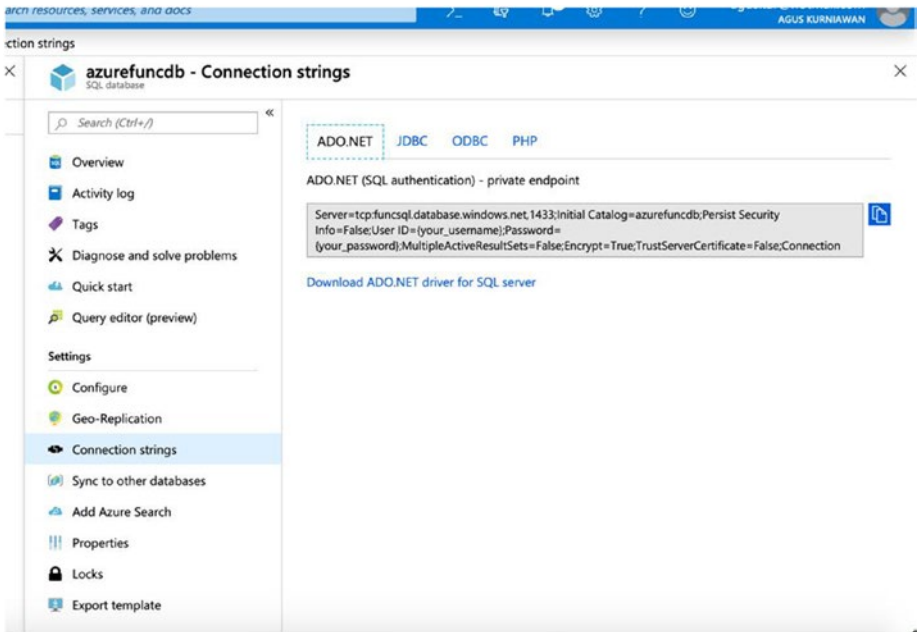 arch resources, services, and docs
AGUS KURNIAWAN
ction strings
azurefuncdb - Connection strings
SQL database
Search (Ctrl+/)
Overview
Activity log
Tags
Diagnose and solve problems
Quick start
Query editor (preview)
Settings
Configure
Geo-Replication
Connection strings
Sync to other databases
Add Azure Search
Properties
Locks
Export template
ADO.NET JDBC ODBC PHP
ADO.NET (SQL authentication) - private endpoint
Server=tcp:funcsql.database.windows.net,1433;Initial Catalog=azurefuncdb;Persist Security
Info=False;User ID={your_username};Password=
{your_password};MultipleActiveResultSets=False;Encrypt=True;TrustServerCertificate=False;Connection
Download ADO.NET driver for SQL server